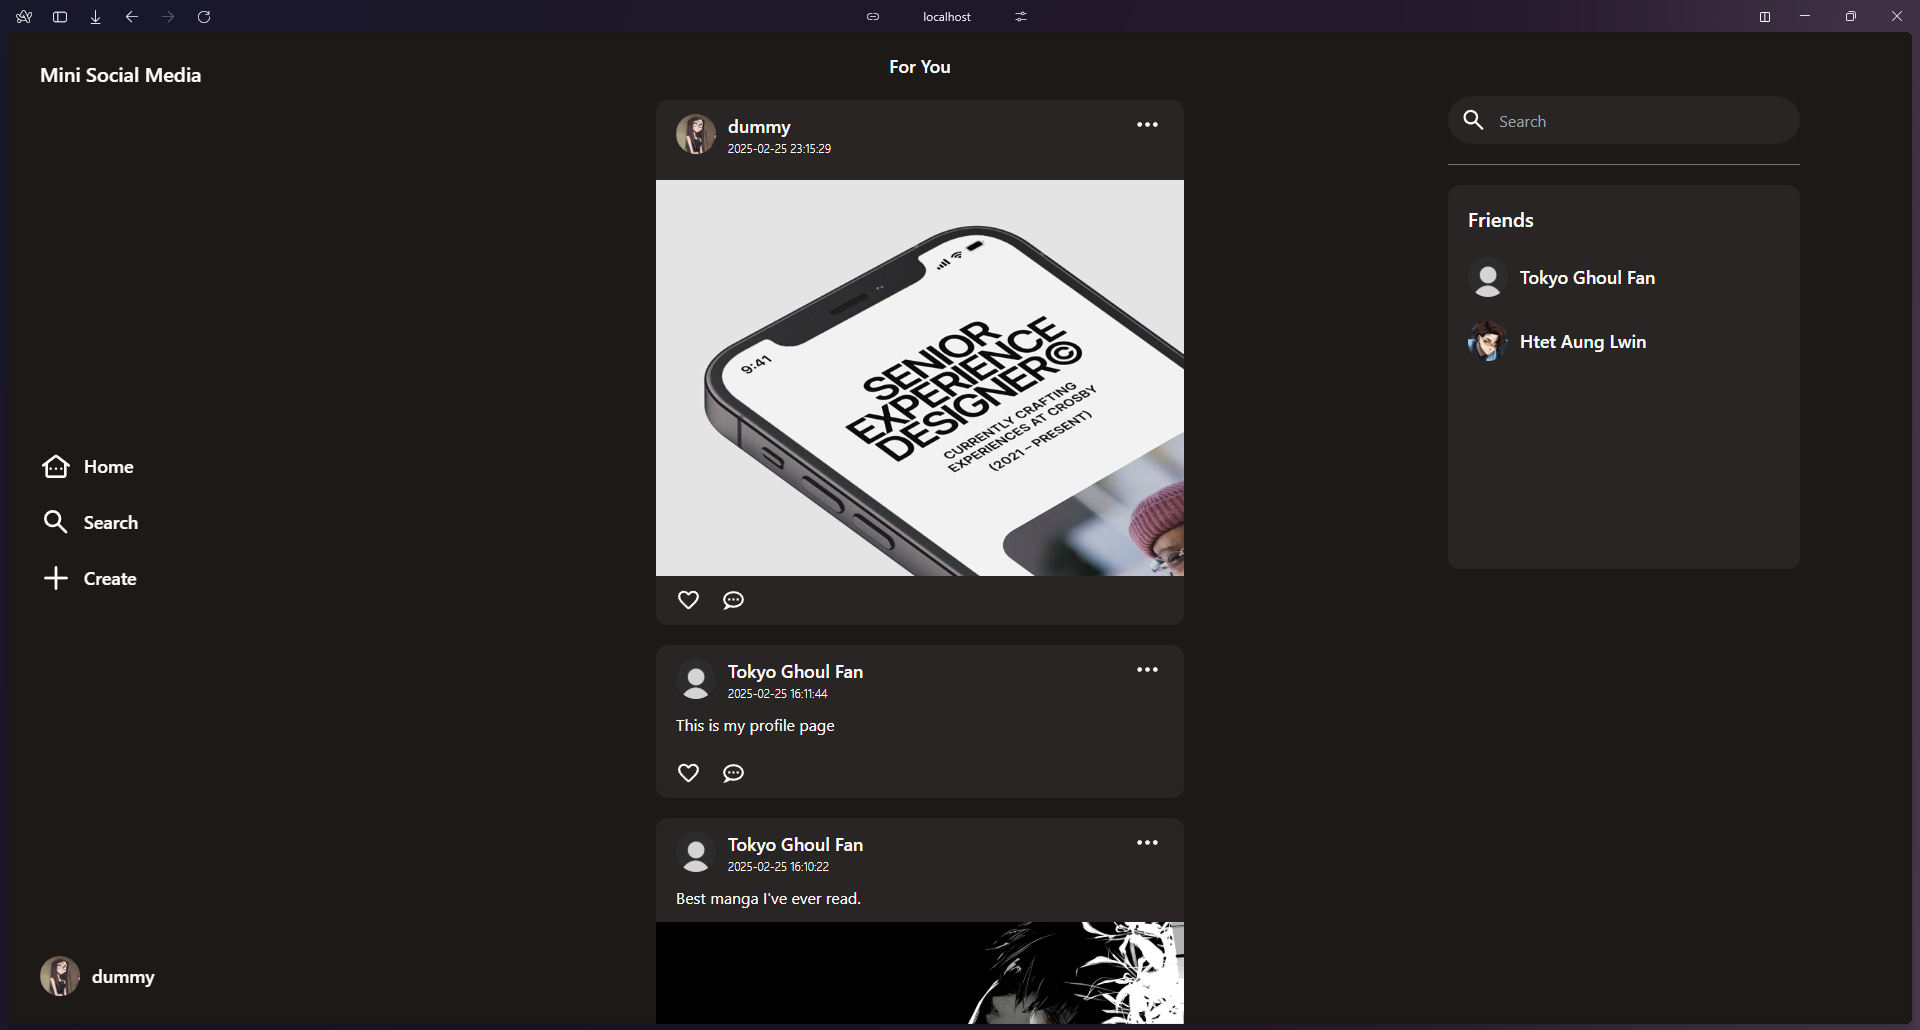 localhost
Mini Social Media
Home
Search
Create
dummy
For You
dummy
2025-02-25 23:15:29
9:41
SENIOR
EXPERIENCE
DESIGNER©
CURRENTLY CRAFTING
EXPERIENCES AT CROSBY
(2021 – PRESENT)
Tokyo Ghoul Fan
2025-02-25 16:11:44
This is my profile page
Tokyo Ghoul Fan
2025-02-25 16:10:22
Best manga I've ever read.
Search
Friends
Tokyo Ghoul Fan
Htet Aung Lwin